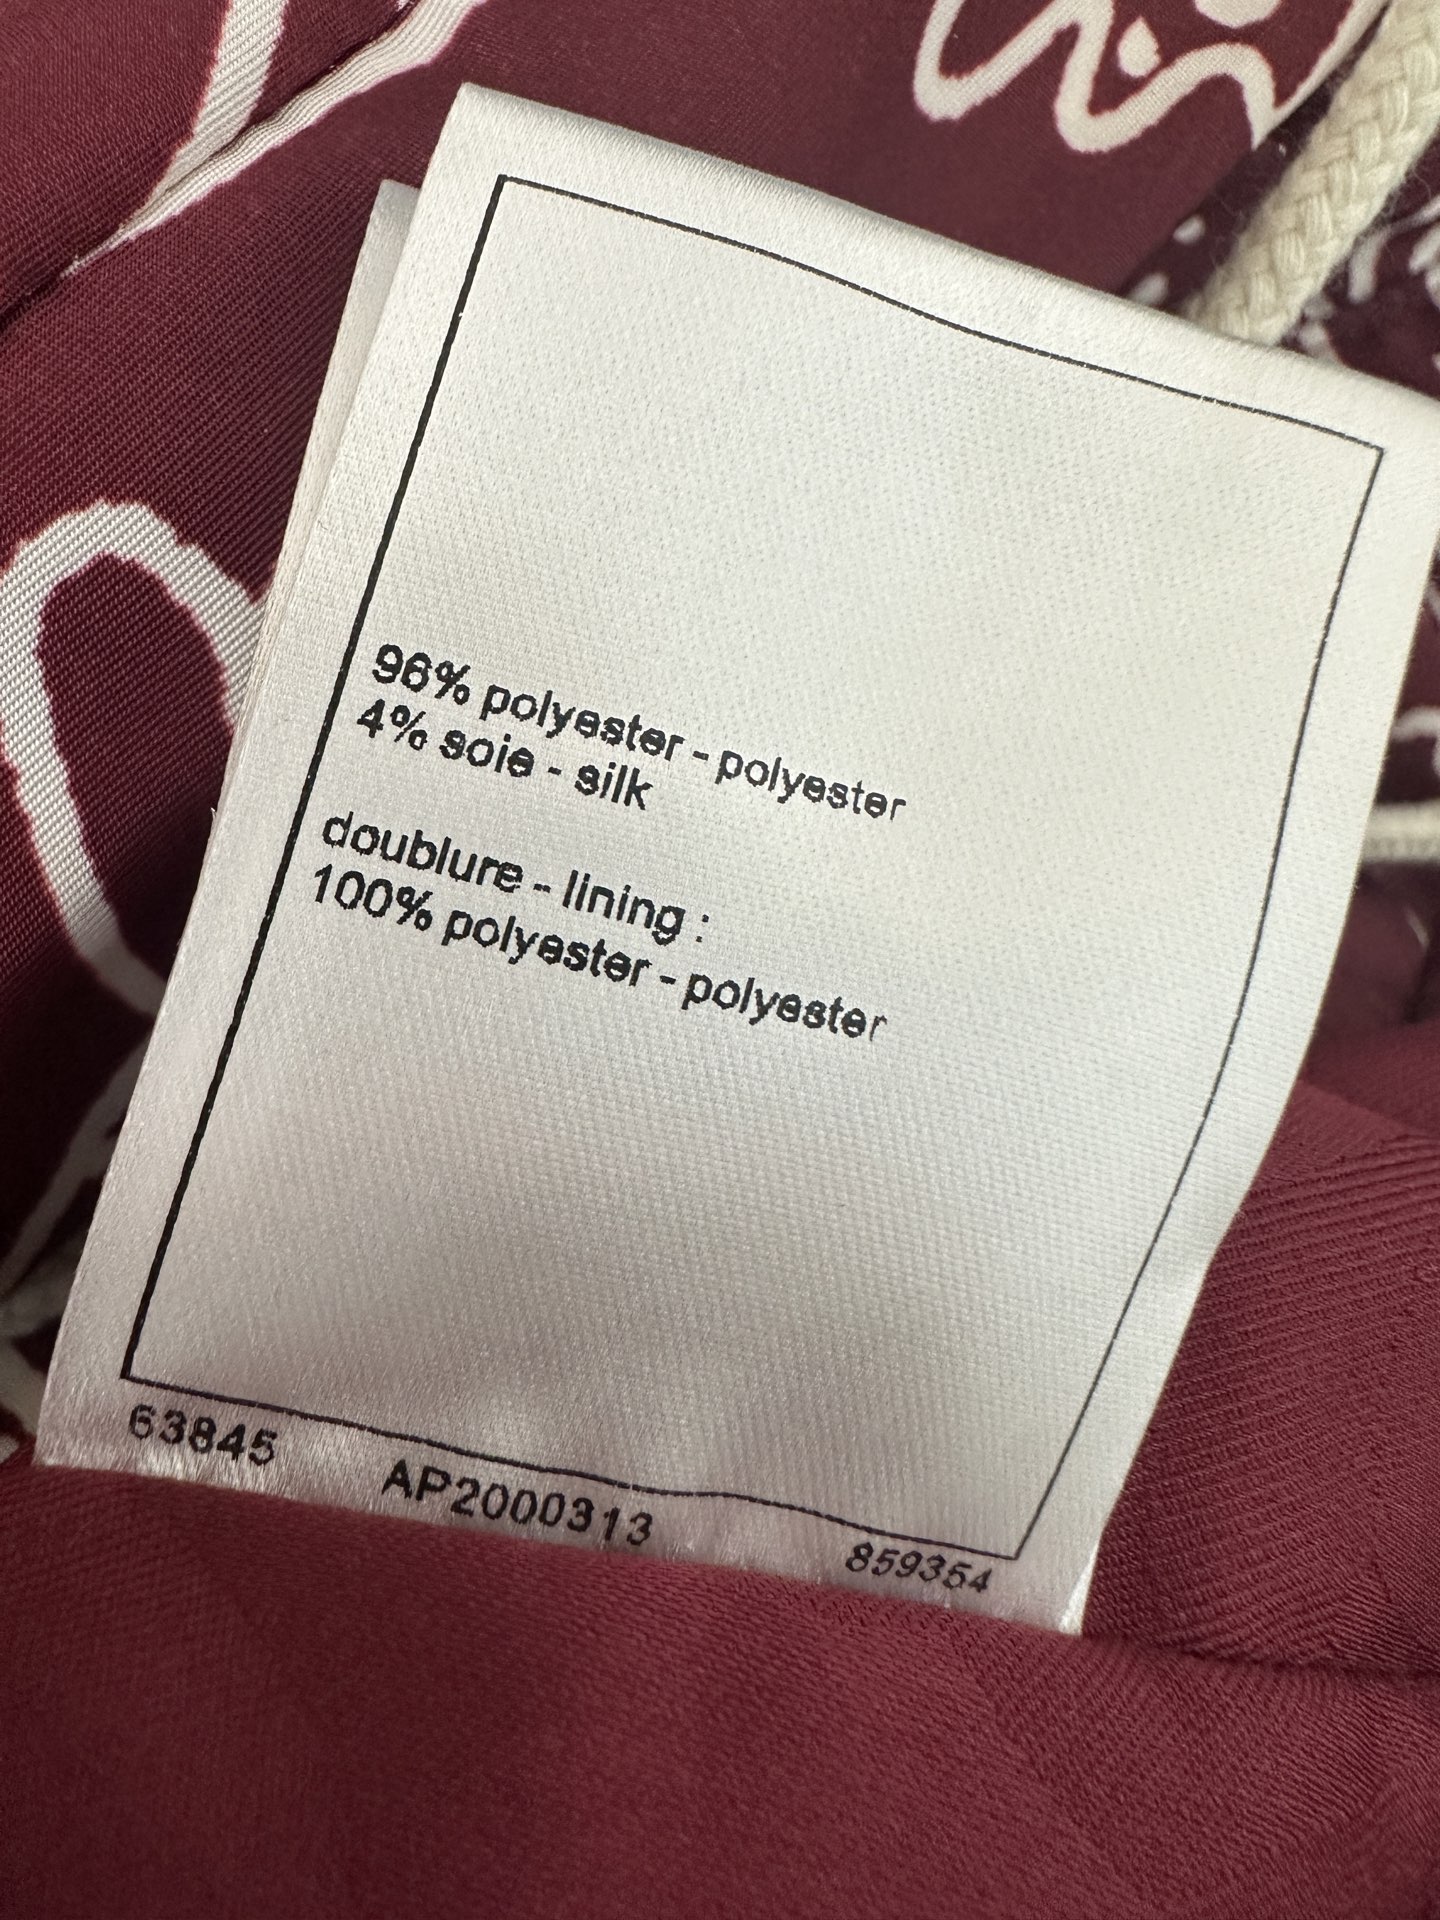 96% polyester - polyester
4% soie - silk
doublure - lining :
100% polyester - polyester
63845 AP2000313 859354